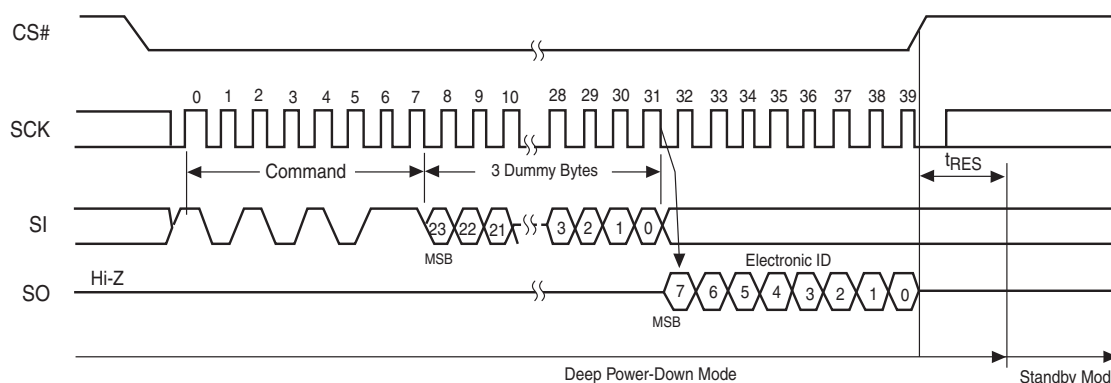 CS#
0 1 2 3 4 5 6 7 8 9 10 28 29 30 31 32 33 34 35 36 37 38 39
SCK
Command
3 Dummy Bytes
tRES
SI
23 22 21 3 2 1 0
MSB
Electronic ID
Hi-Z
SO
7 6 5 4 3 2 1 0
MSB
Deep Power-Down Mode
Standby Mod